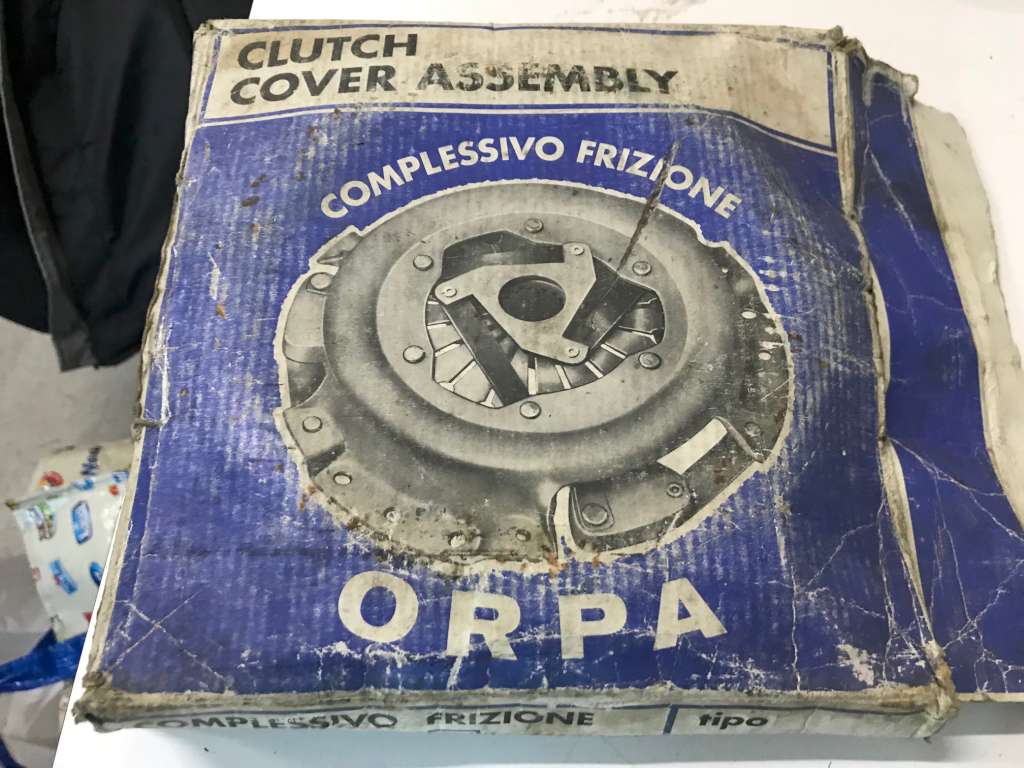 CLUTCH
COVER ASSEMBLY
COMPLESSIVO FRIZIONE
ORPA
COMPLESSIVO FRIZIONE
tipo